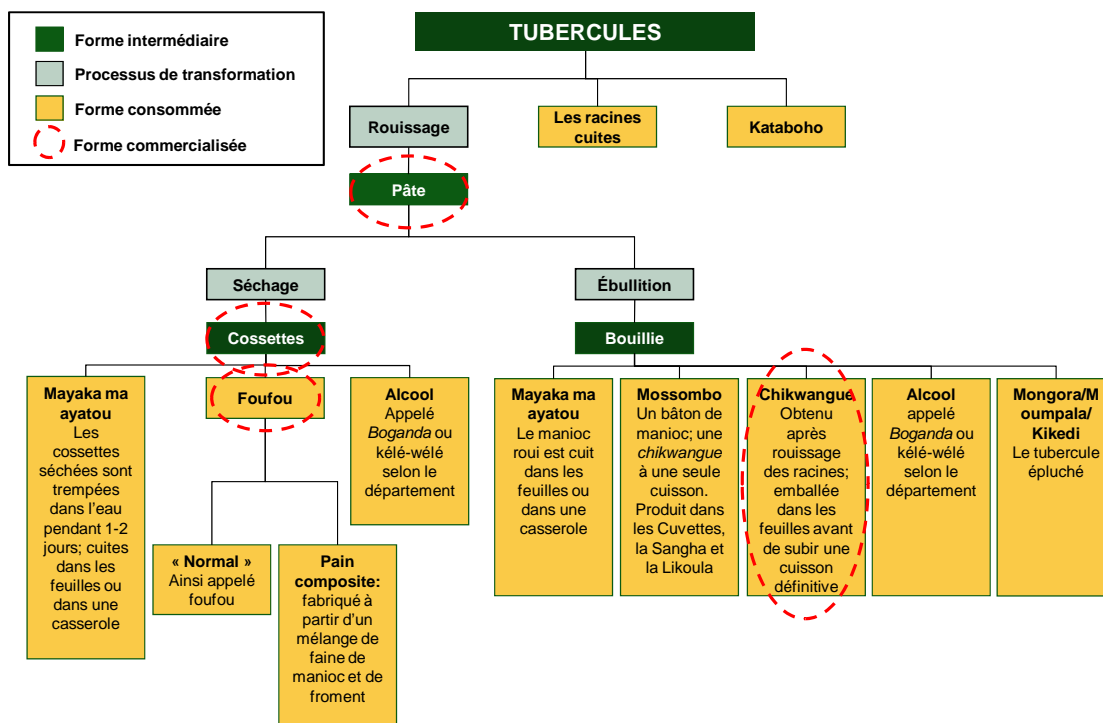 TUBERCULES
Forme intermédiaire
Processus de transformation
Forme consommée
Forme commercialisée
Rouissage
Les racines
cuites
Kataboho
Pâte
Séchage
Ébullition
Cossettes
Bouillie
Mayaka ma
ayatou
Les
cossettes
séchées sont
trempées
dans l'eau
pendant 1-2
jours; cuites
dans les
feuilles ou
dans une
casserole
Foufou
Alcool
Appelé
Boganda ou
kélé-wélé
selon le
département
« Normal »
Ainsi appelé
foufou
Pain
composite:
fabriqué à
partir d'un
mélange de
faine de
manioc et de
froment
Mayaka ma
ayatou
Le manioc
roui est cuit
dans les
feuilles ou
dans une
casserole
Mossombo
Un bâton de
manioc; une
chikwangue
à une seule
cuisson.
Produit dans
les Cuvettes,
la Sangha et
la Likoula
Chikwangue
Obtenu
après
rouissage
des racines;
emballée
dans les
feuilles avant
de subir une
cuisson
définitive
Alcool
appelé
Boganda ou
kélé-wélé
selon le
département
Mongora/M
oumpala/
Kikedi
Le tubercule
épluché